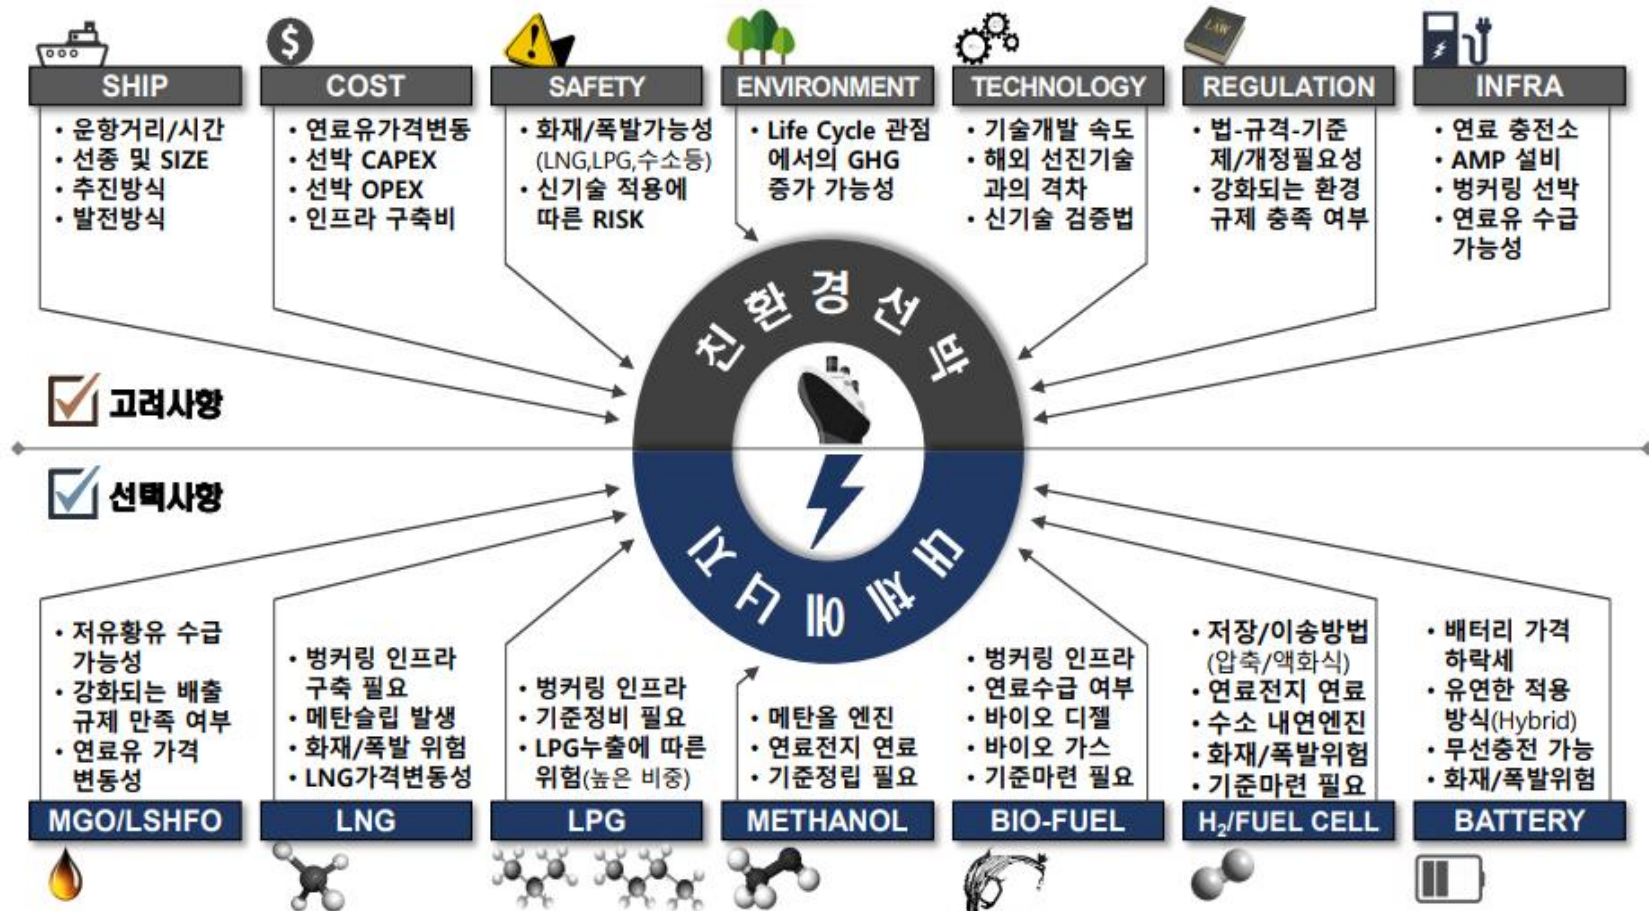 SHIP
• 운항거리/시간
• 선종 및 SIZE
• 추진방식
• 발전방식
COST
• 연료유가격변동
• 선박 CAPEX
• 선박 OPEX
• 인프라 구축비
SAFETY
• 화재/폭발가능성
(LNG,LPG,수소등)
• 신기술 적용에
따른 RISK
ENVIRONMENT
• Life Cycle 관점
에서의 GHG
증가 가능성
TECHNOLOGY
• 기술개발 속도
• 해외 선진기술
과의 격차
• 신기술 검증법
LAW
REGULATION
• 법-규격-기준
제/개정필요성
• 강화되는 환경
규제 충족 여부
INFRA
• 연료 충전소
• AMP 설비
• 벙커링 선박
• 연료유 수급
가능성
친환경선박
고려사항
선택사항
대체에너지
• 저유황유 수급
가능성
• 강화되는 배출
규제 만족 여부
• 연료유 가격
변동성
MGO/LSHFO
• 벙커링 인프라
구축 필요
• 메탄슬립 발생
• 화재/폭발 위험
• LNG가격변동성
LNG
• 벙커링 인프라
• 기준정비 필요
• LPG누출에 따른
위험(높은 비중)
LPG
• 메탄올 엔진
• 연료전지 연료
• 기준정립 필요
METHANOL
• 벙커링 인프라
• 연료수급 여부
• 바이오 디젤
• 바이오 가스
• 기준마련 필요
BIO-FUEL
• 저장/이송방법
(압축/액화식)
• 연료전지 연료
• 수소 내연엔진
• 화재/폭발위험
• 기준마련 필요
H₂/FUEL CELL
• 배터리 가격
하락세
• 유연한 적용
방식(Hybrid)
• 무선충전 가능
• 화재/폭발위험
BATTERY